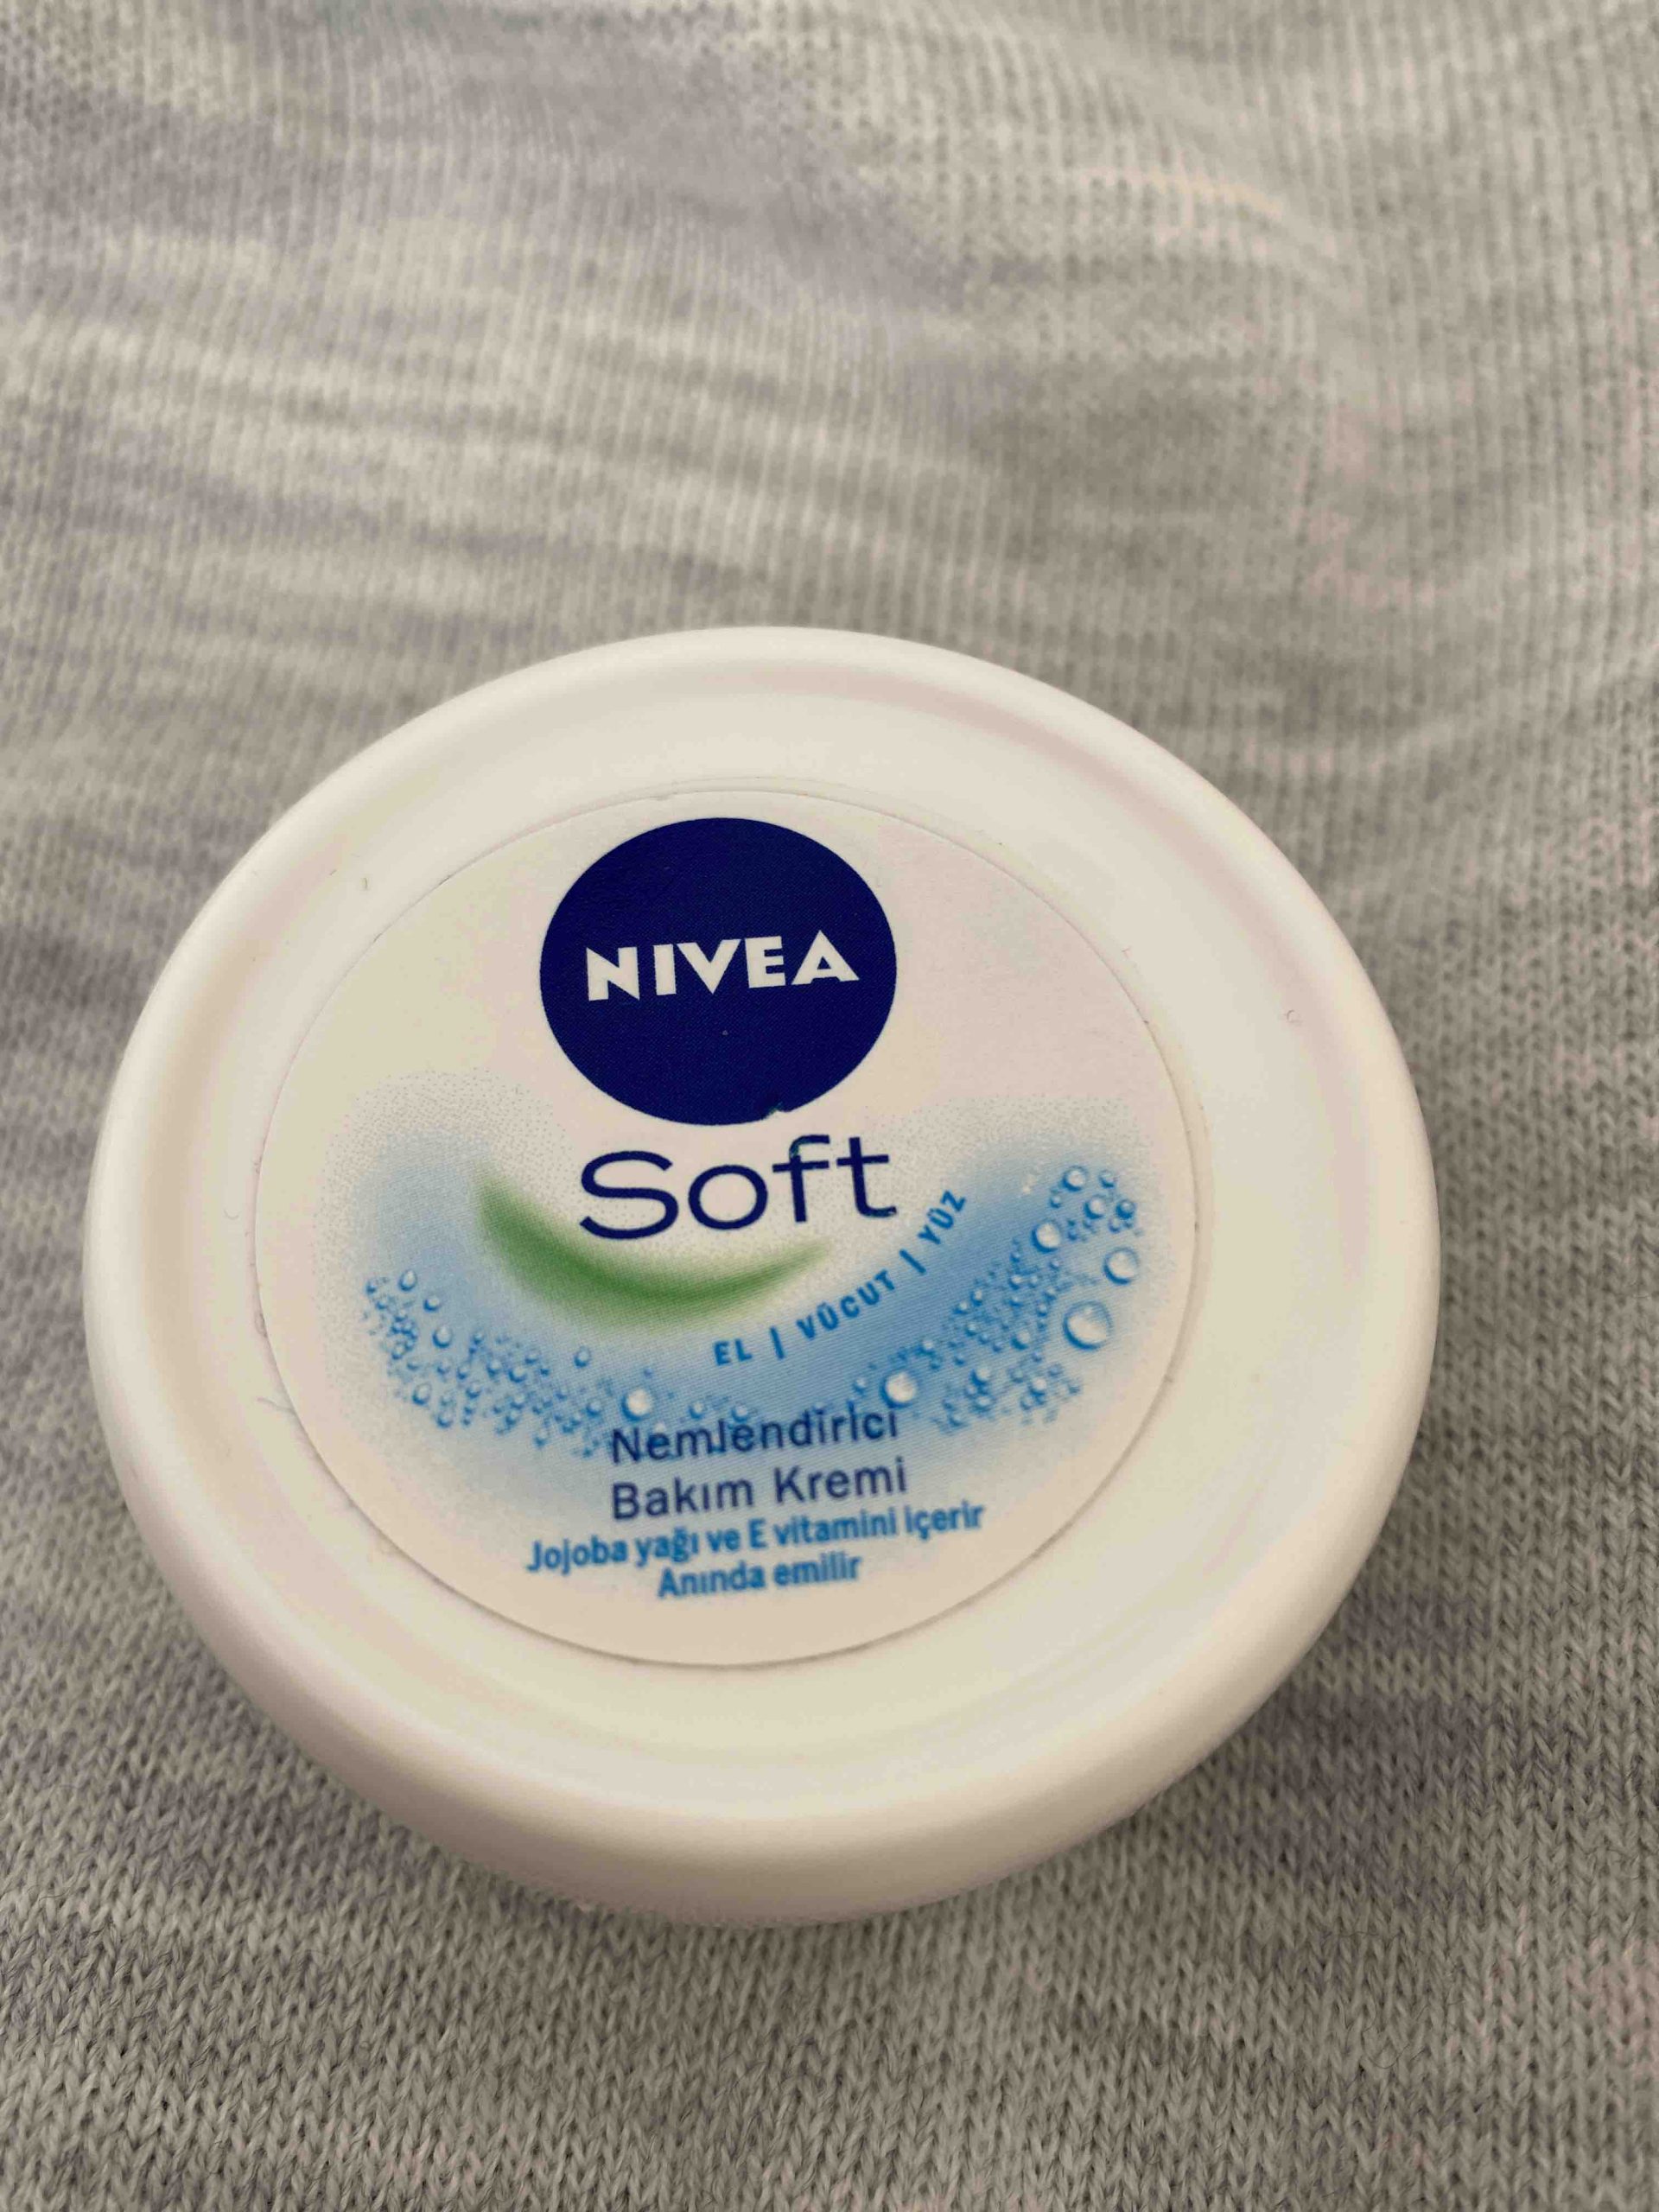 NIVEA
Soft
EL | VÜCUT | YÜZ
Nemlendirici
Bakım Kremi
Jojoba yağı ve E vitamini içerir
Anında emilir